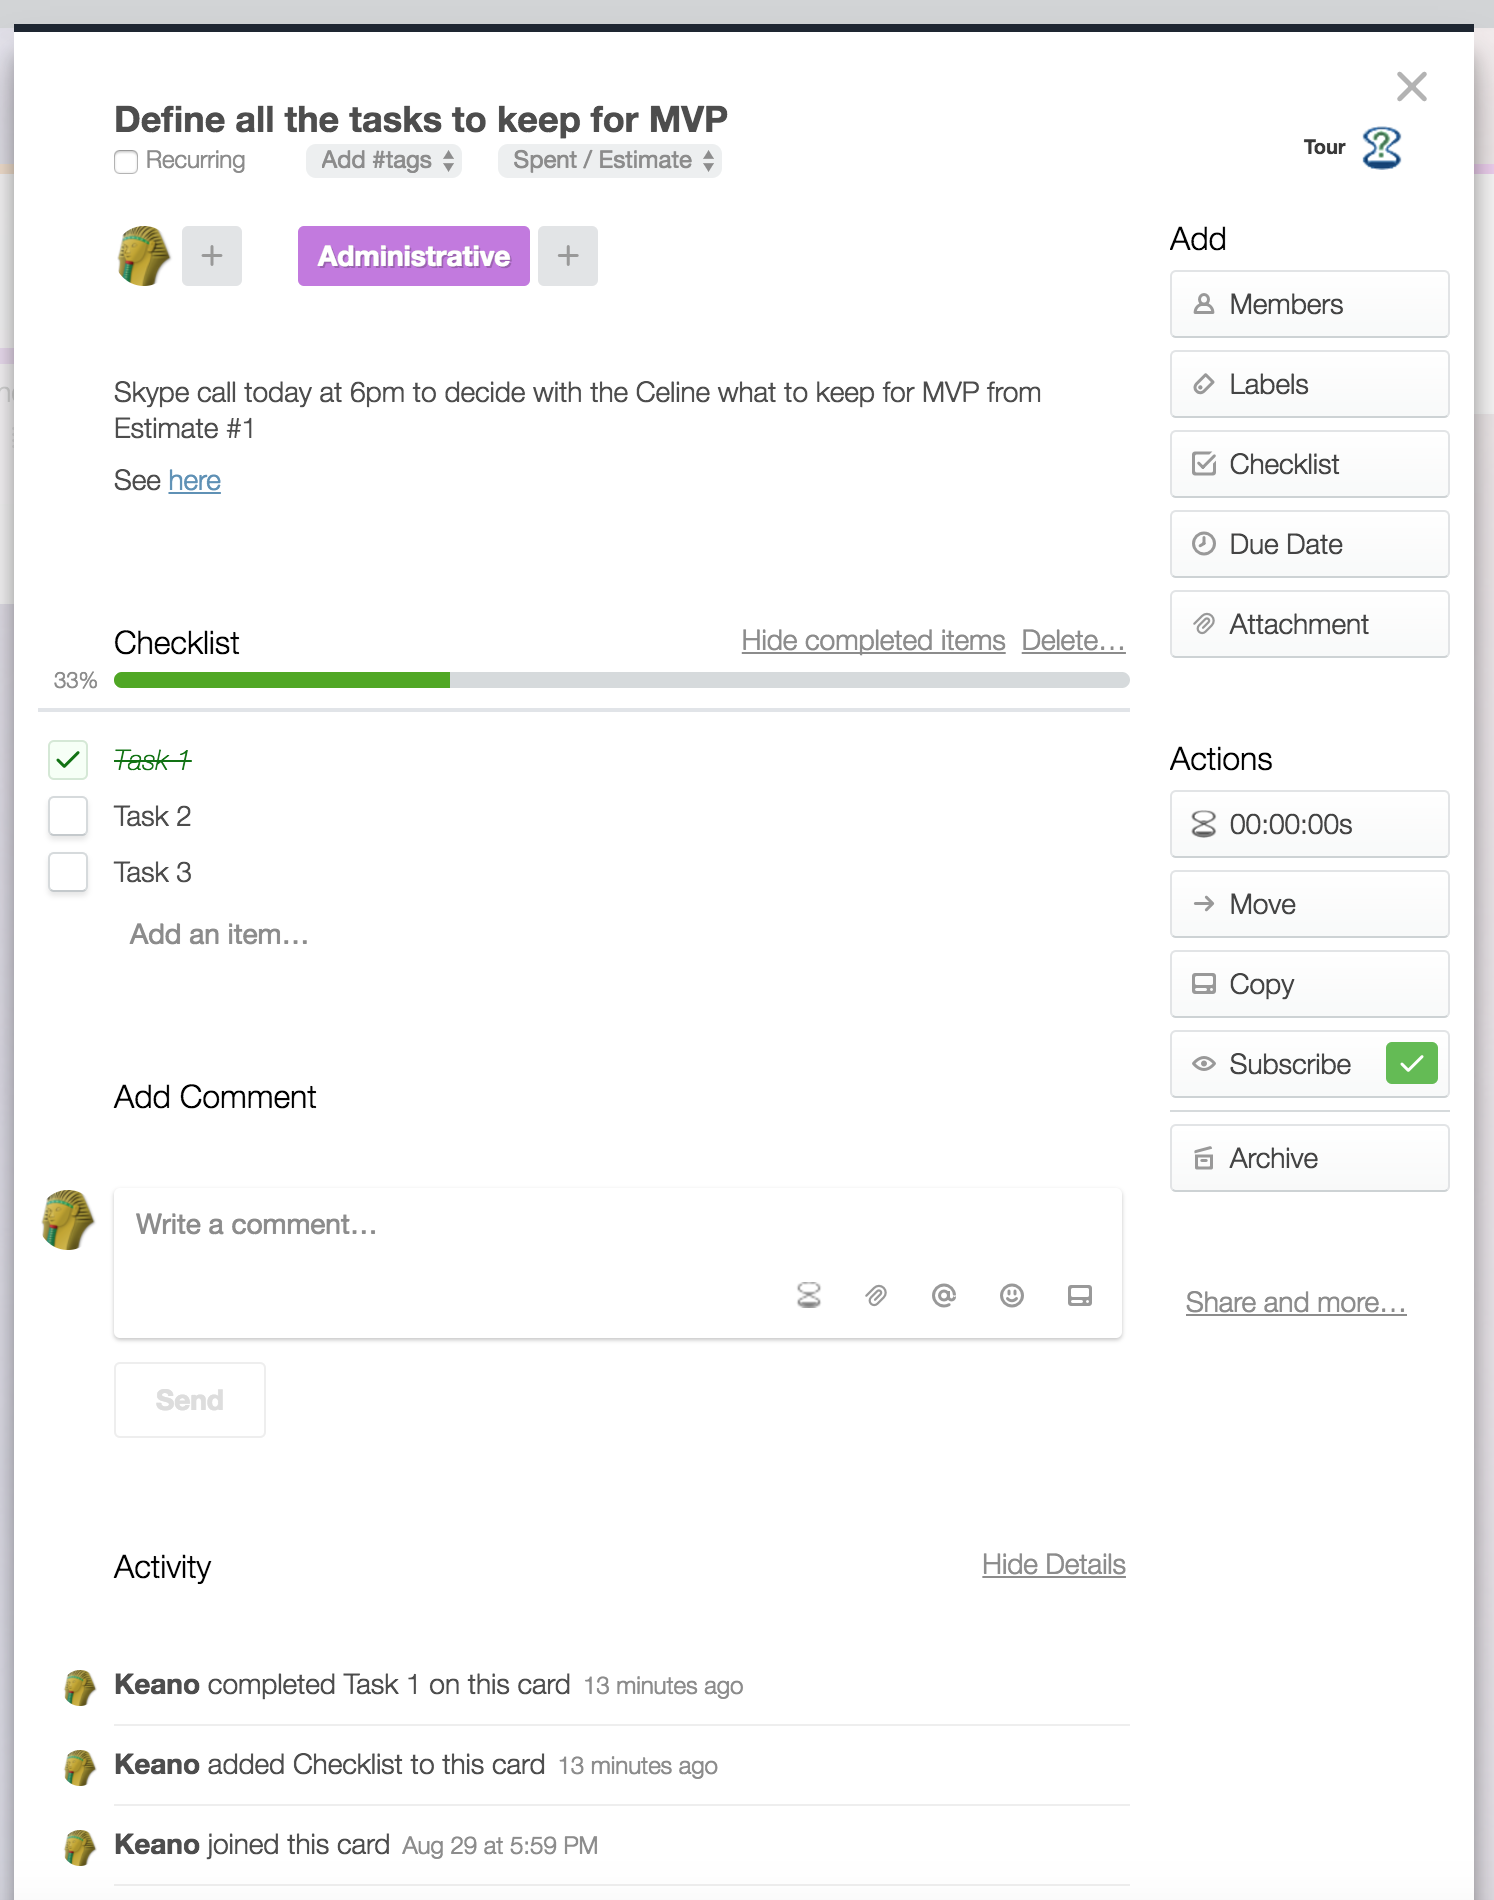 Define all the tasks to keep for MVP
Recurring
Add #tags
Spent / Estimate
Tour
Administrative
Skype call today at 6pm to decide with the Celine what to keep for MVP from
Estimate #1
See here
Checklist
Hide completed items
Delete...
33%
Task 1
Task 2
Task 3
Add an item...
Add Comment
Write a comment...
Send
Activity
Hide Details
Keano completed Task 1 on this card 13 minutes ago
Keano added Checklist to this card 13 minutes ago
Keano joined this card Aug 29 at 5:59 PM
Add
Members
Labels
Checklist
Due Date
Attachment
Actions
00:00:00s
Move
Copy
Subscribe
Archive
Share and more...